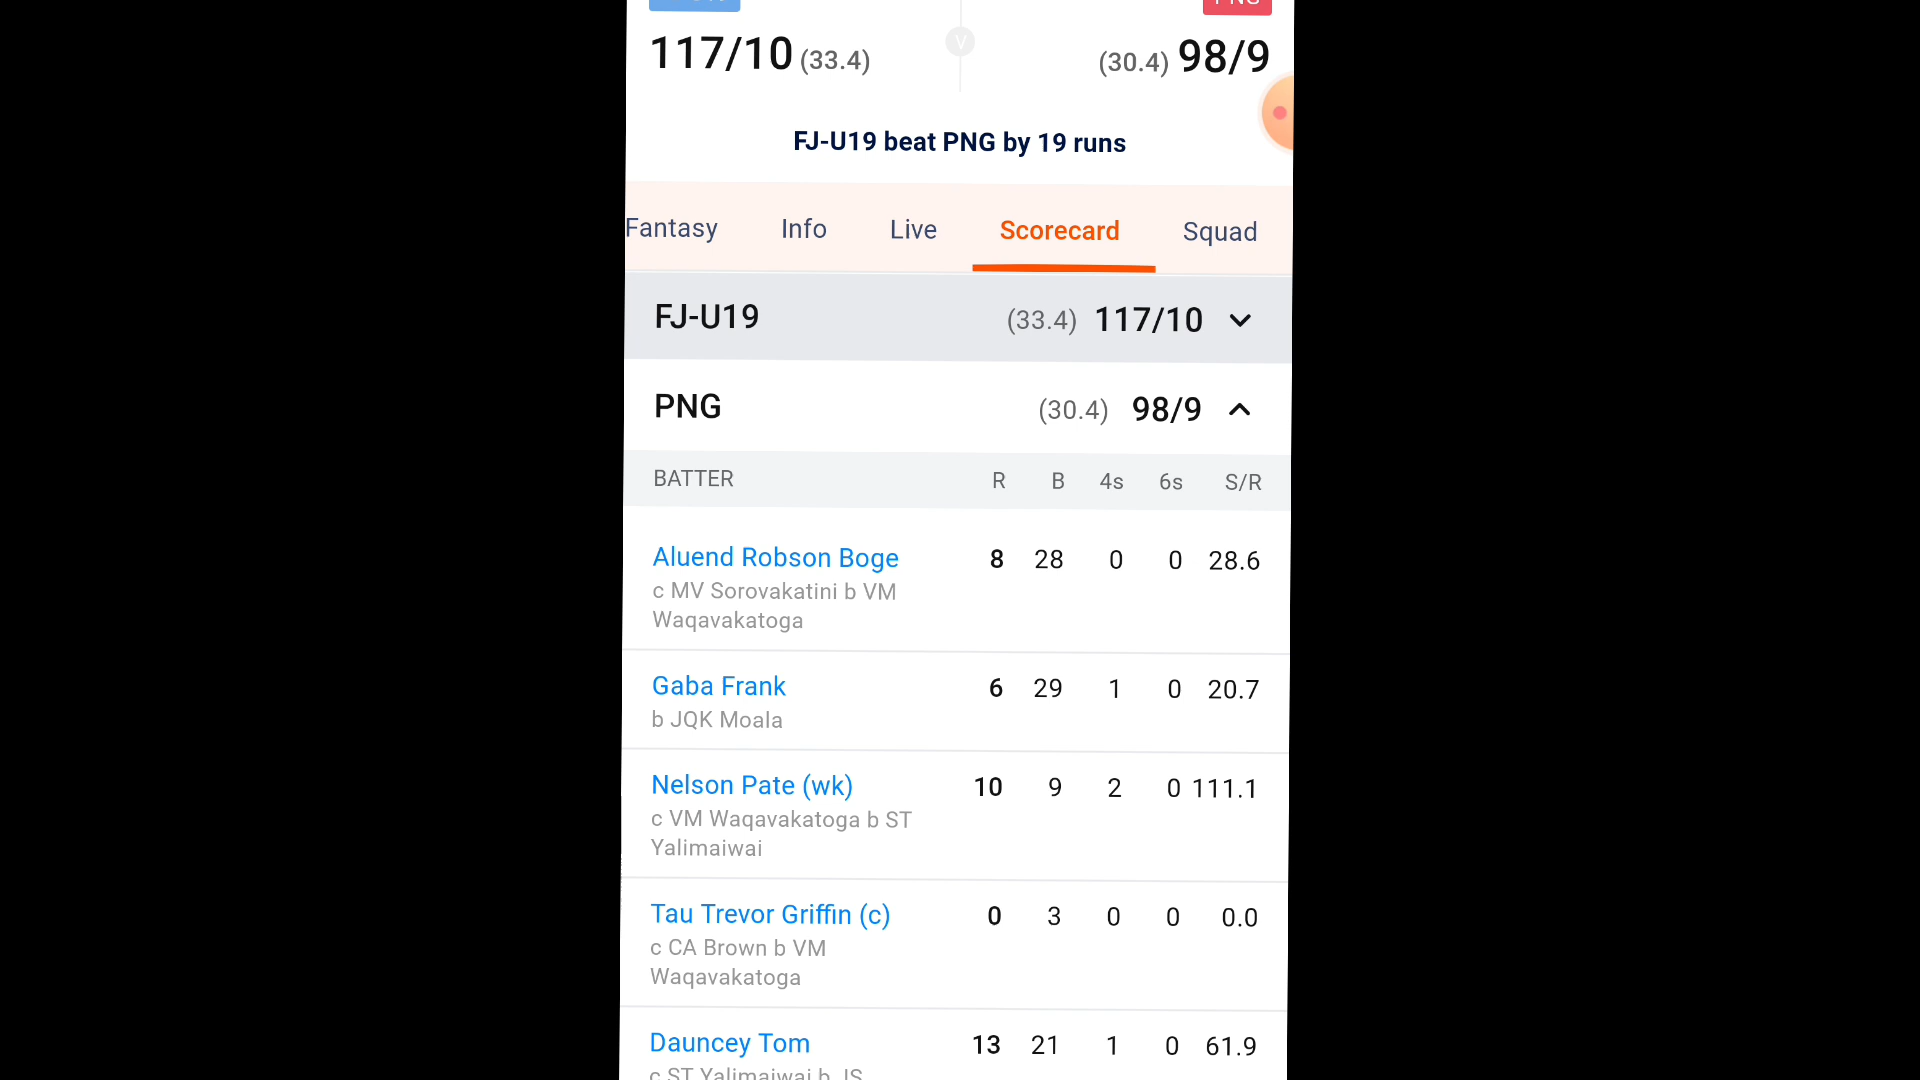 117/10 (33.4) V (30.4) 98/9
FJ-U19 beat PNG by 19 runs
Fantasy Info Live Scorecard Squad
FJ-U19 (33.4) 117/10
PNG (30.4) 98/9
BATTER R B 4s 6s S/R
Aluend Robson Boge 8 28 0 0 28.6
c MV Sorovakatini b VM
Waqavakatoga
Gaba Frank 6 29 1 0 20.7
b JQK Moala
Nelson Pate (wk) 10 9 2 0 111.1
c VM Waqavakatoga b ST
Yalimaiwai
Tau Trevor Griffin (c) 0 3 0 0 0.0
c CA Brown b VM
Waqavakatoga
Dauncey Tom 13 21 1 0 61.9
c ST Yalimaiwai b JS